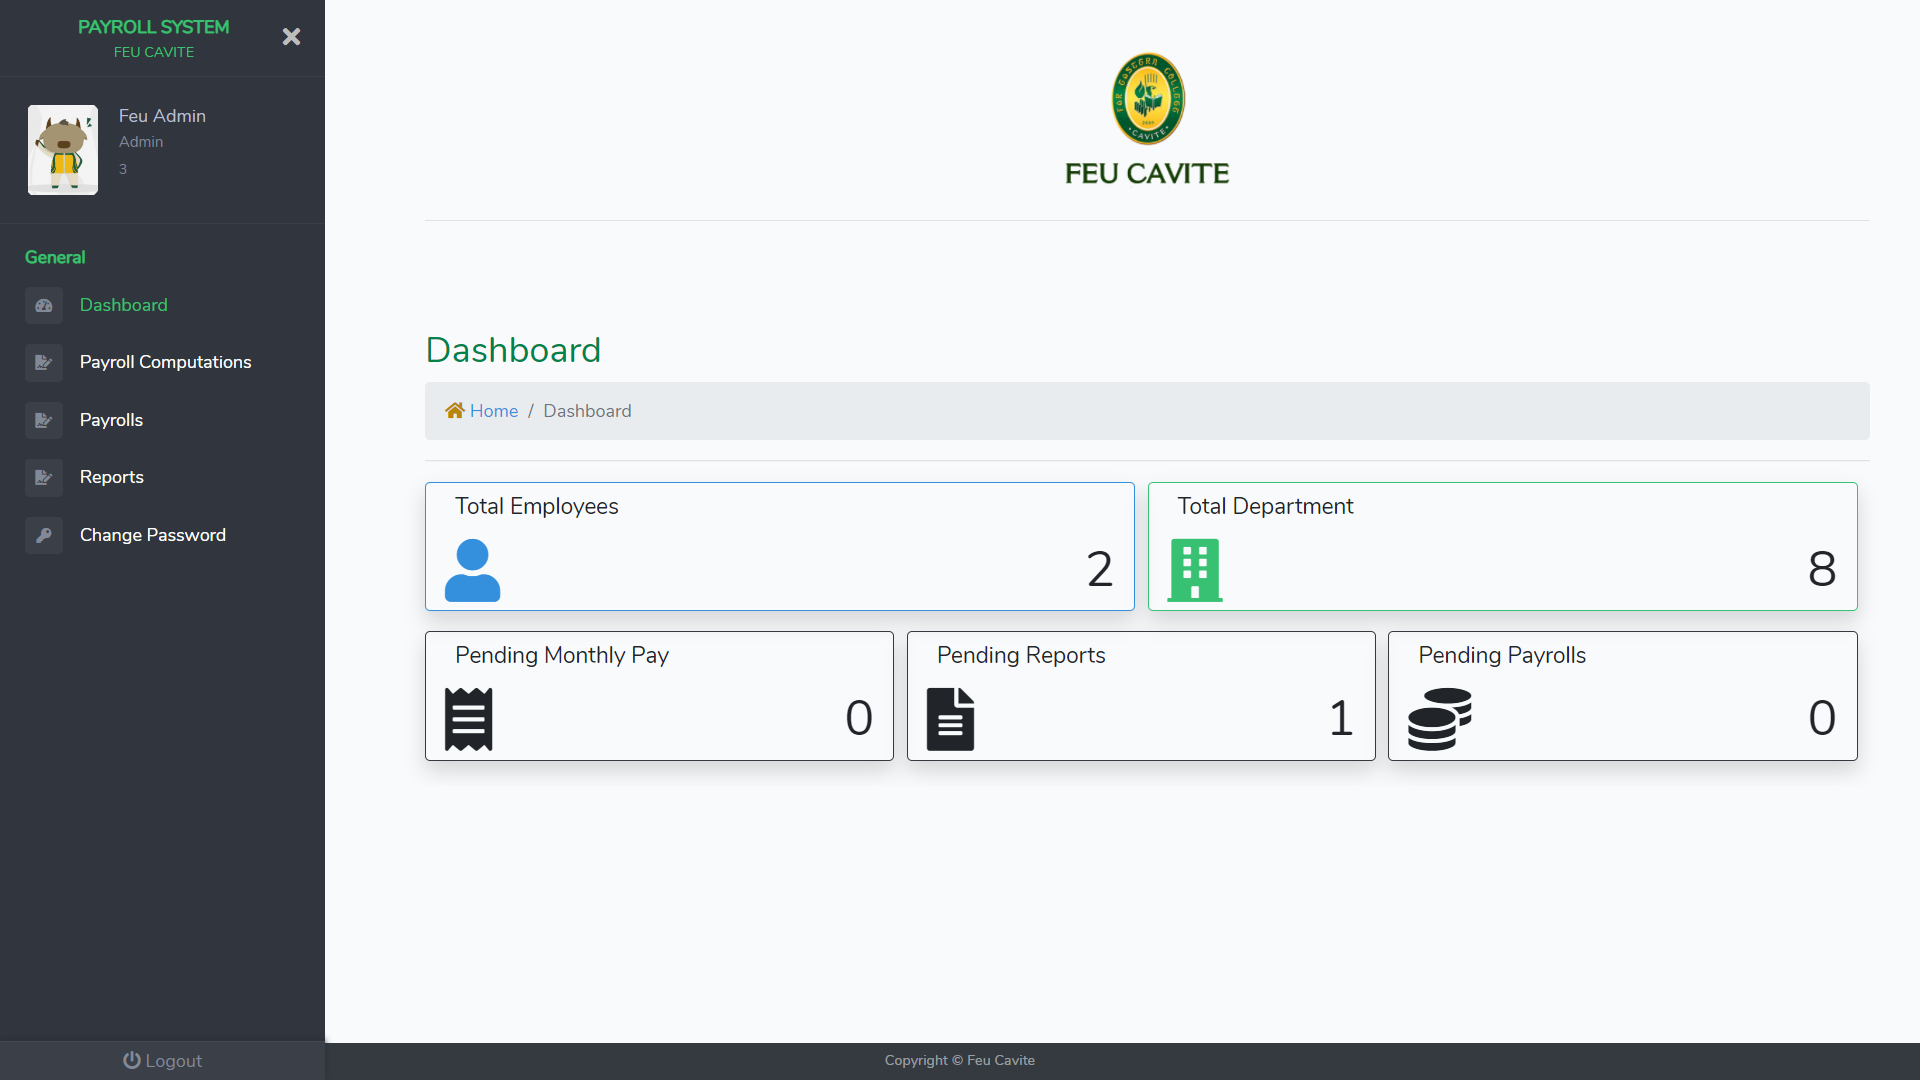 PAYROLL SYSTEM
FEU CAVITE
Feu Admin
Admin
3
General
Dashboard
Payroll Computations
Payrolls
Reports
Change Password
Logout
CAVITE
FEU CAVITE
Dashboard
Home / Dashboard
Total Employees
2
Total Department
8
Pending Monthly Pay
0
Pending Reports
1
Pending Payrolls
0
Copyright © Feu Cavite